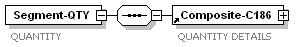 Segment-QTY
Composite-C186
QUANTITY
QUANTITY DETAILS